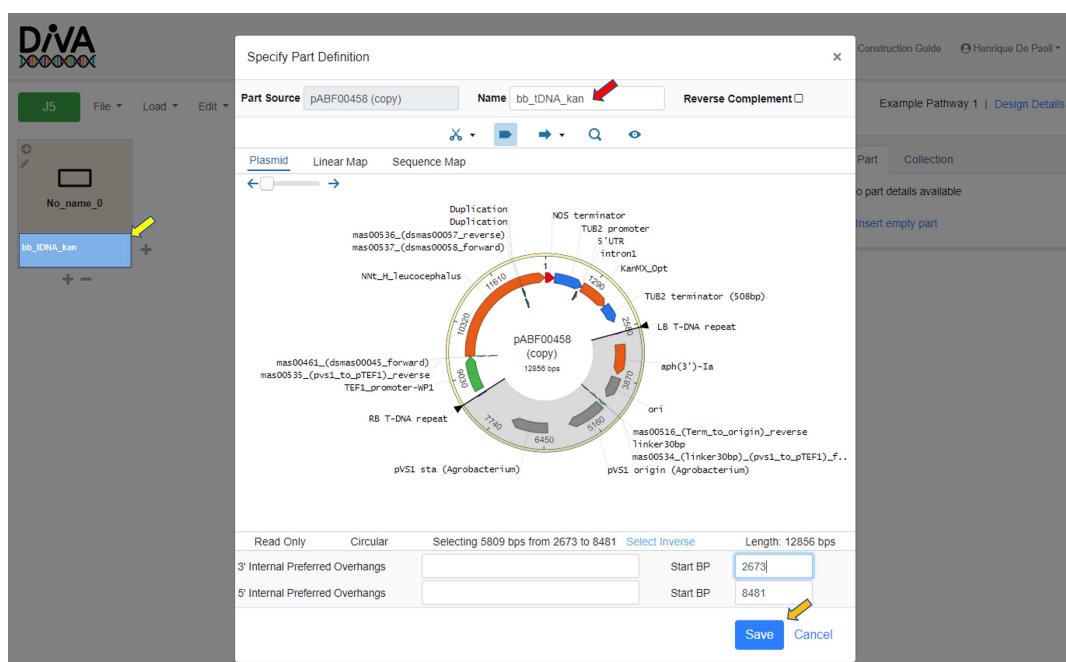 DiVA
Construction Guide Henrique De Paoli
J5 File Load Edit
Example Pathway 1 | Design Details
No_name_0
bb_tDNA_kan
Specify Part Definition ×
Part Source pABF00458 (copy) Name bb_tDNA_kan Reverse Complement
Plasmid Linear Map Sequence Map
Duplication
Duplication
mas00536_(dsmas00057_reverse)
mas00537_(dsmas00058_forward)
NNt_H_leucocephalus
NOS terminator
TUB2 promoter
5'UTR
intron1
KanMX_Opt
TUB2 terminator (508bp)
LB T-DNA repeat
aph(3')-Ia
ori
mas00516_(Term_to_origin)_reverse
linker30bp
mas00534_(linker30bp)_(pvs1_to_pTEF1)_f..
pVS1 origin (Agrobacterium)
pVS1 sta (Agrobacterium)
RB T-DNA repeat
TEF1_promoter-WP1
mas00535_(pvs1_to_pTEF1)_reverse
mas00461_(dsmas00045_forward)
1
1290
2580
3870
5160
6450
7740
9030
10320
11610
pABF00458
(copy)
12856 bps
Read Only Circular Selecting 5809 bps from 2673 to 8481 Select Inverse Length: 12856 bps
3' Internal Preferred Overhangs Start BP 2673
5' Internal Preferred Overhangs Start BP 8481
Save Cancel
Part Collection
o part details available
Insert empty part